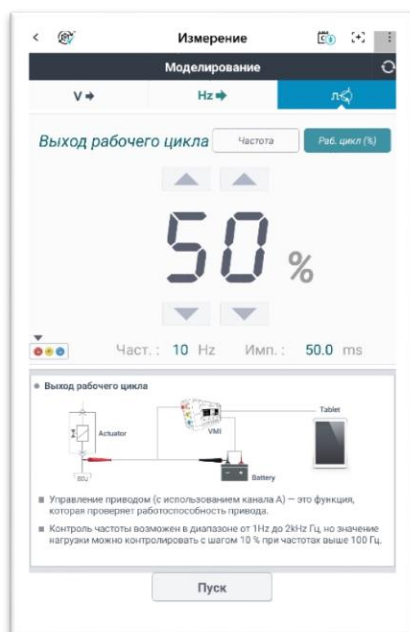 Измерение
Моделирование
V
Hz
Выход рабочего цикла
Частота
Раб. цикл (%)
50 %
Част. : 10 Hz Имп. : 50.0 ms
Выход рабочего цикла
Actuator
VMI
Tablet
ECU
Battery
Управление приводом (с использованием канала А) — это функция,
которая проверяет работоспособность привода.
Контроль частоты возможен в диапазоне от 1Hz до 2kHz Гц, но значение
нагрузки можно контролировать с шагом 10 % при частотах выше 100 Гц.
Пуск